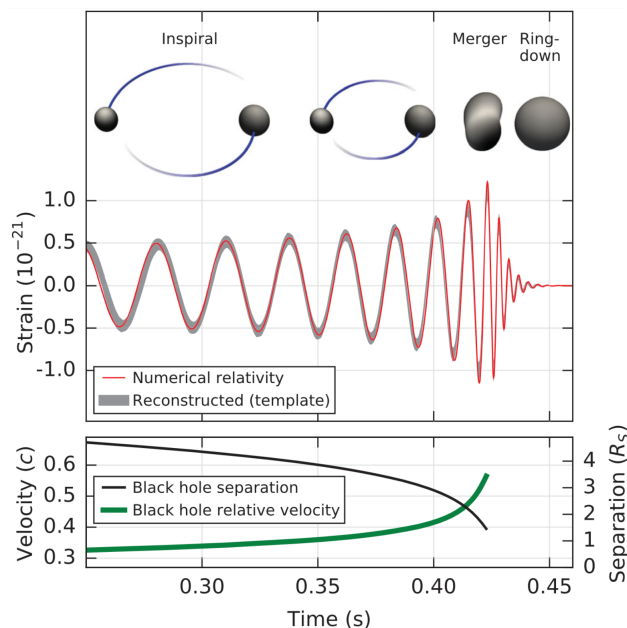 Inspiral
Merger
Ring-
down
Strain (10⁻²¹)
1.0
0.5
0.0
-0.5
-1.0
Numerical relativity
Reconstructed (template)
Velocity (c)
0.6
0.5
0.4
0.3
Black hole separation
Black hole relative velocity
4
3
2
1
0
Separation (R_S)
0.30
0.35
0.40
0.45
Time (s)